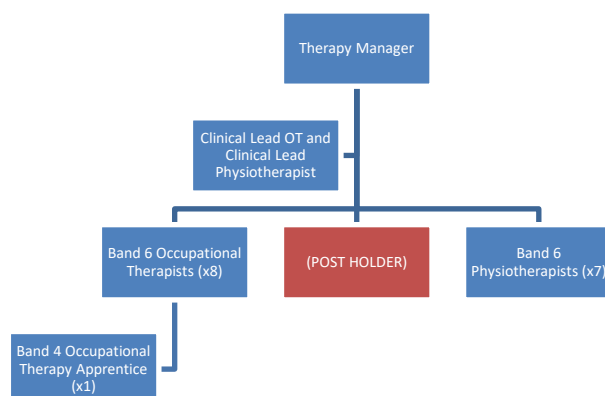 Therapy Manager
Clinical Lead OT and
Clinical Lead
Physiotherapist
Band 6 Occupational
Therapists (x8)
(POST HOLDER)
Band 6
Physiotherapists (x7)
Band 4 Occupational
Therapy Apprentice
(x1)